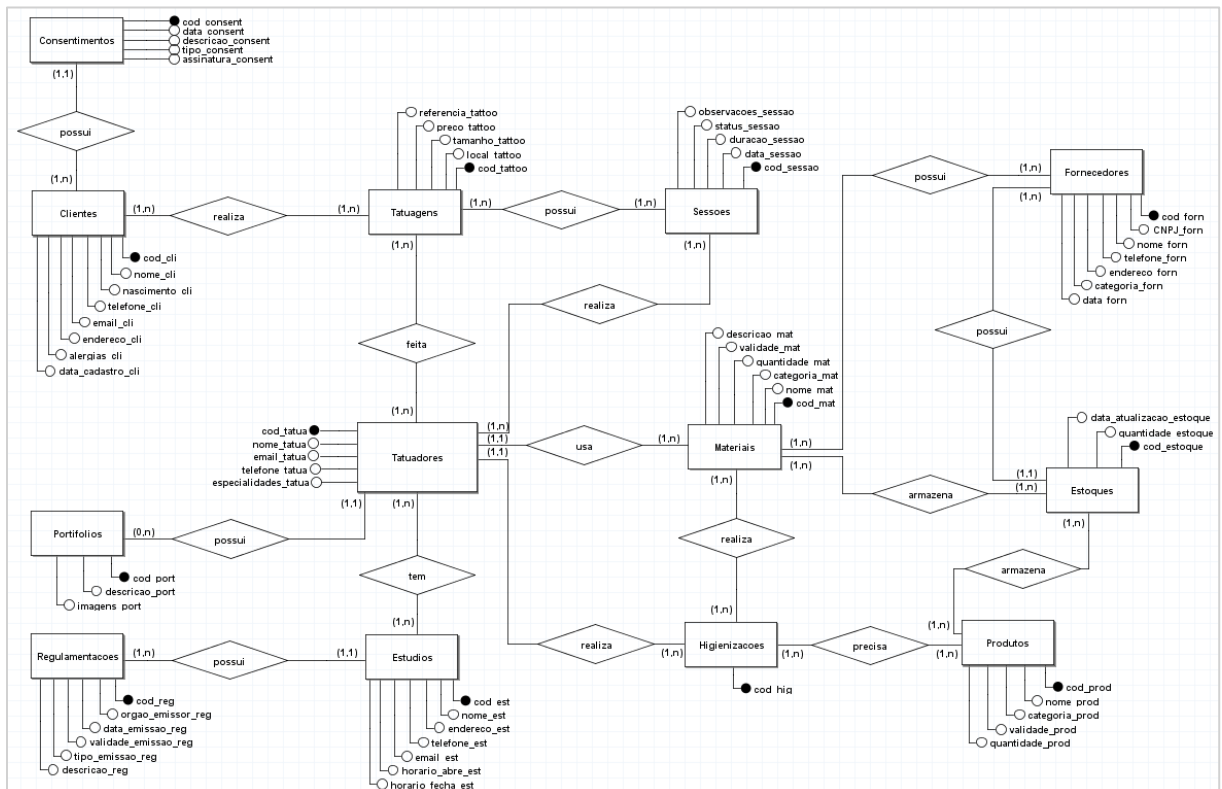 cod_consent
data_consent
descricao_consent
tipo_consent
assinatura_consent
Consentimentos
(1,1)
possui
(1,n)
Clientes
(1,n)
realiza
(1,n)
cod_cli
nome_cli
nascimento_cli
telefone_cli
email_cli
endereco_cli
alergias_cli
data_cadastro_cli
referência_tattoo
preco_tattoo
tamanho_tattoo
local_tattoo
cod_tattoo
Tatuagens
(1,n)
possui
(1,n)
(1,n)
observacoes_sessao
status_sessao
duracao_sessao
data_sessao
cod_sessao
Sessoes
(1,n)
realiza
feita
(1,n)
possui
(1,n)
Fornecedores
(1,n)
cod_forn
CNPJ_forn
nome_forn
telefone_forn
endereco_forn
categoria_forn
data_forn
possui
descricao_mat
validade_mat
quantidade_mat
categoria_mat
nome_mat
cod_mat
cod_tatua
nome_tatua
email_tatua
telefone_tatua
especialidades_tatua
Tatuadores
(1,n)
(1,1)
(1,1)
usa
(1,n)
Materiais
(1,n)
(1,n)
(1,n)
armazena
data_atualizacao_estoque
quantidade_estoque
cod_estoque
(1,1)
(1,n)
Estoques
(1,n)
(1,1)
(1,n)
Portifolios
(0,n)
possui
cod_port
descricao_port
imagens_port
tem
(1,n)
realiza
(1,n)
armazena
(1,n)
Regulamentacoes
(1,n)
possui
(1,1)
Estudios
cod_reg
orgao_emissor_reg
data_emissao_reg
validade_emissao_reg
tipo_emissao_reg
descricao_reg
cod_est
nome_est
endereco_est
telefone_est
email_est
horario_abre_est
horario_fecha_est
realiza
(1,n)
Higienizacoes
(1,n)
cod_hig
precisa
(1,n)
Produtos
cod_prod
nome_prod
categoria_prod
validade_prod
quantidade_prod